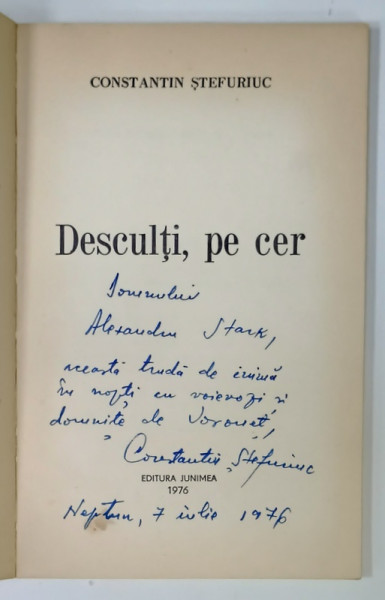 CONSTANTIN ȘTEFURIUC
Desculți, pe cer
Domnului
Alexandru Stark,
această trudă de inimă
în nopți cu voievozi și
domnițe de Voroneț,
Constantin Ștefuriuc
EDITURA JUNIMEA
1976
Neptun, 7 iulie 1976